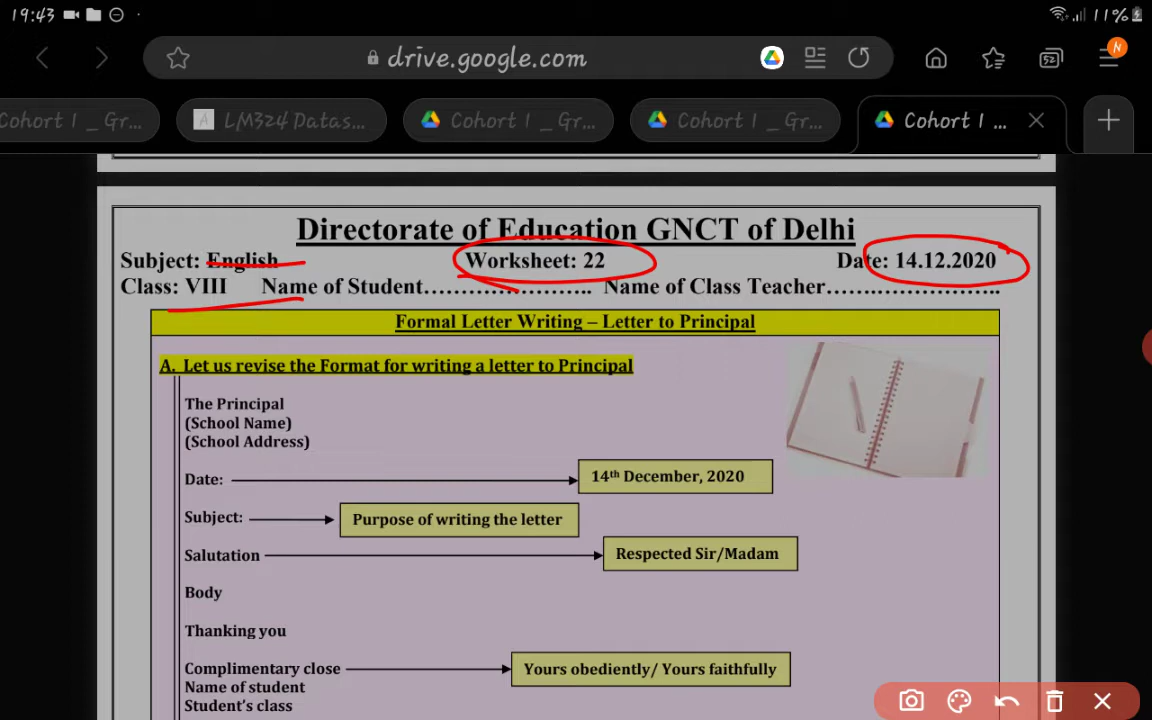 19:43 11%
drive.google.com
52 N
Cohort 1 _ Gr... A LM324 Datas... Cohort 1 _ Gr... Cohort 1 _ Gr... Cohort 1 ...
Directorate of Education GNCT of Delhi
Subject: English Worksheet: 22 Date: 14.12.2020
Class: VIII Name of Student........................... Name of Class Teacher...........................
Formal Letter Writing – Letter to Principal
A. Let us revise the Format for writing a letter to Principal
The Principal
(School Name)
(School Address)
Date: 14th December, 2020
Subject: Purpose of writing the letter
Salutation Respected Sir/Madam
Body
Thanking you
Complimentary close Yours obediently/ Yours faithfully
Name of student
Student's class